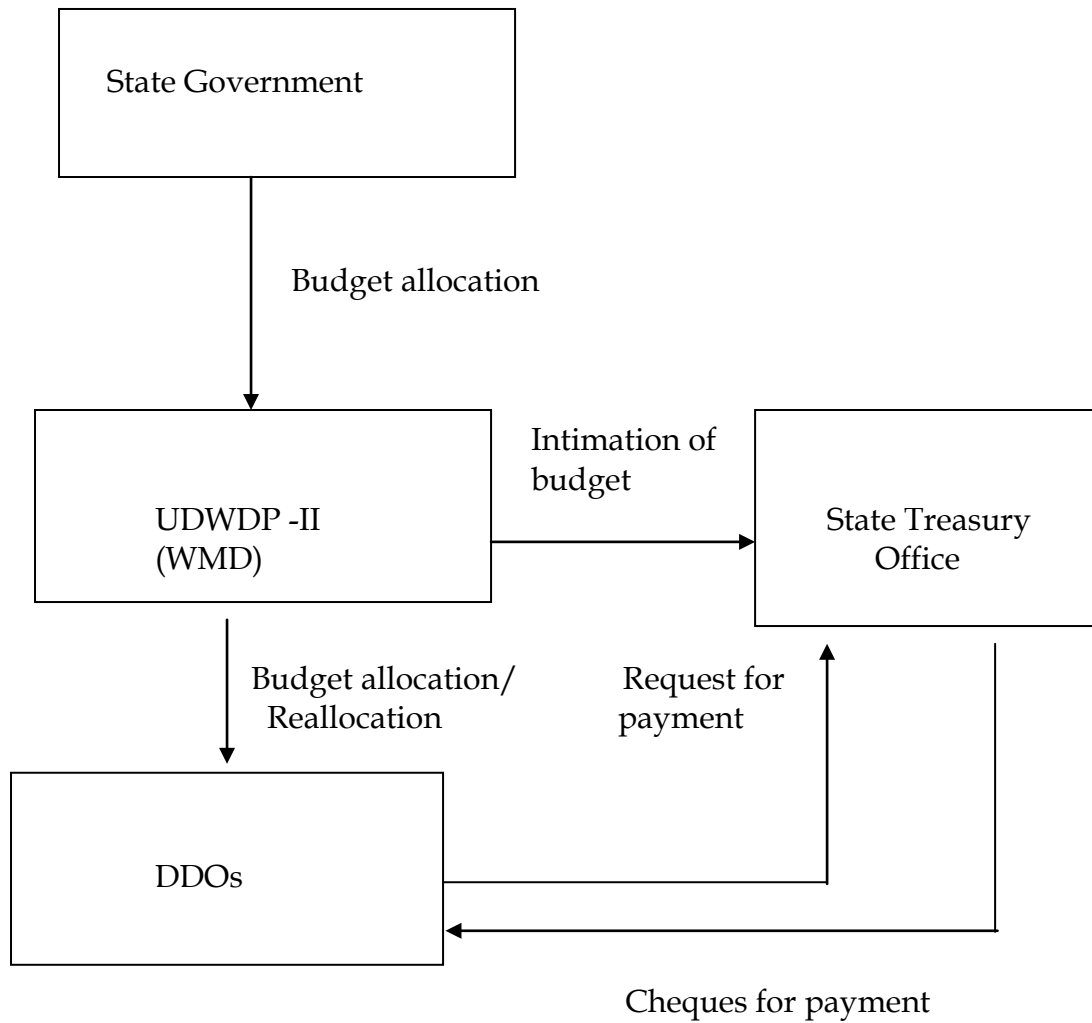 State Government
Budget allocation
Intimation of
budget
UDWDP -II
(WMD)
State Treasury
Office
Budget allocation/
Reallocation
Request for
payment
DDOs
Cheques for payment